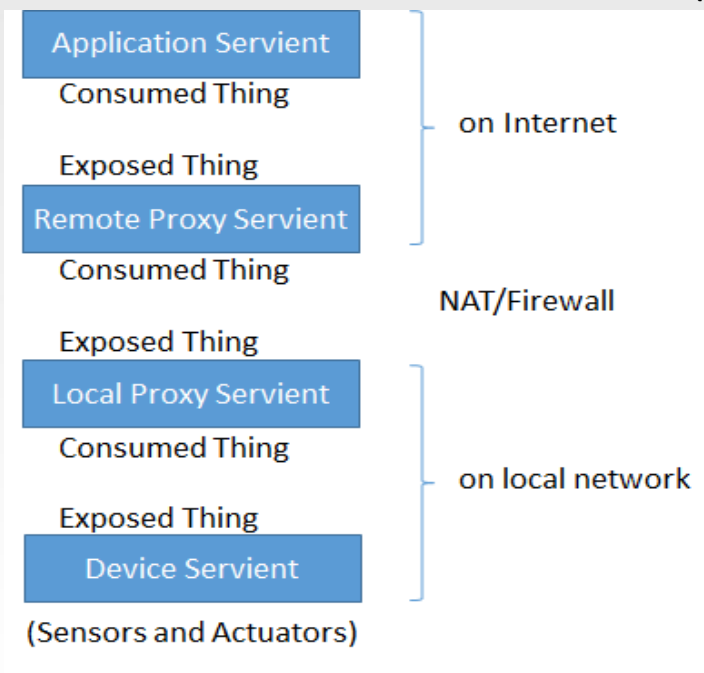 Application Servient
Consumed Thing
on Internet
Exposed Thing
Remote Proxy Servient
Consumed Thing
NAT/Firewall
Exposed Thing
Local Proxy Servient
Consumed Thing
on local network
Exposed Thing
Device Servient
(Sensors and Actuators)